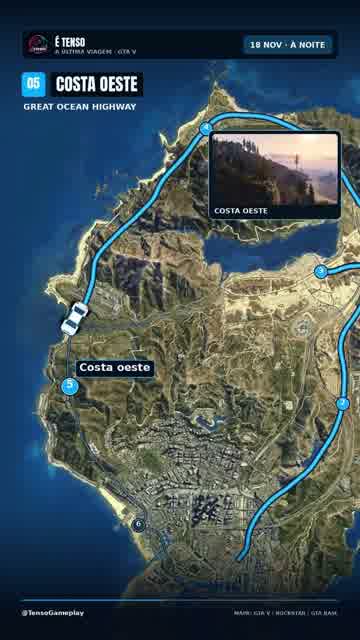 É TENSO
A ÚLTIMA VIAGEM · GTA V
18 NOV · À NOITE
05 COSTA OESTE
GREAT OCEAN HIGHWAY
4
COSTA OESTE
3
Costa oeste
5
2
6
@TensoGameplay
MAPA: GTA V / ROCKSTAR / GTA BASE